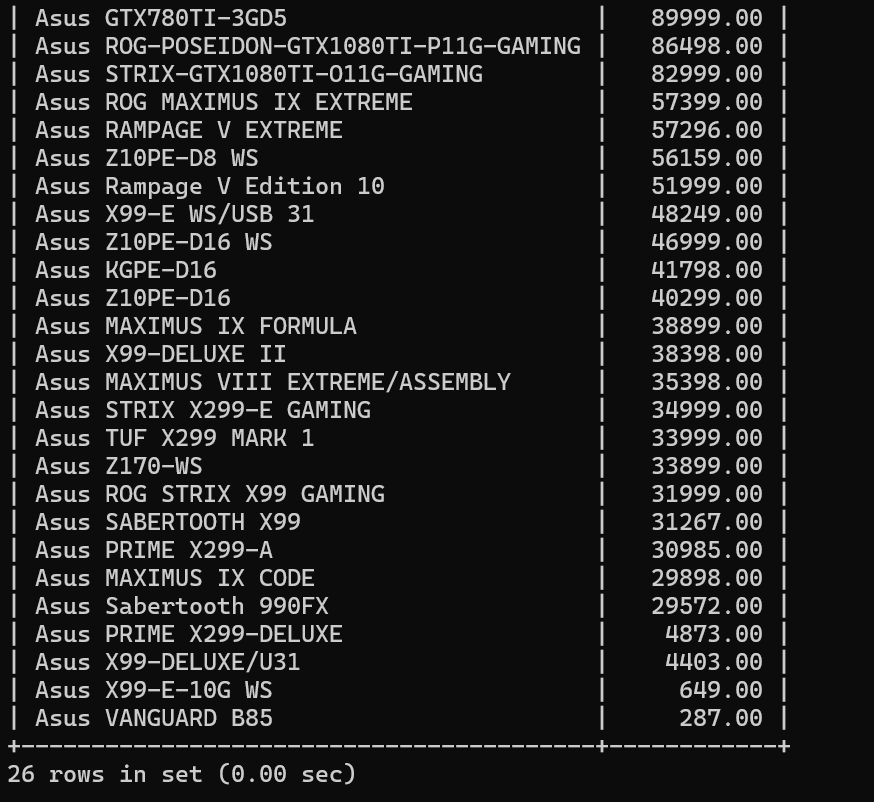 | Asus GTX780TI-3GD5                       |   89999.00 |
| Asus ROG-POSEIDON-GTX1080TI-P11G-GAMING |   86498.00 |
| Asus STRIX-GTX1080TI-O11G-GAMING        |   82999.00 |
| Asus ROG MAXIMUS IX EXTREME             |   57399.00 |
| Asus RAMPAGE V EXTREME                  |   57296.00 |
| Asus Z10PE-D8 WS                        |   56159.00 |
| Asus Rampage V Edition 10               |   51999.00 |
| Asus X99-E WS/USB 31                    |   48249.00 |
| Asus Z10PE-D16 WS                       |   46999.00 |
| Asus KGPE-D16                           |   41798.00 |
| Asus Z10PE-D16                          |   40299.00 |
| Asus MAXIMUS IX FORMULA                 |   38899.00 |
| Asus X99-DELUXE II                      |   38398.00 |
| Asus MAXIMUS VIII EXTREME/ASSEMBLY      |   35398.00 |
| Asus STRIX X299-E GAMING                |   34999.00 |
| Asus TUF X299 MARK 1                    |   33999.00 |
| Asus Z170-WS                            |   33899.00 |
| Asus ROG STRIX X99 GAMING               |   31999.00 |
| Asus SABERTOOTH X99                     |   31267.00 |
| Asus PRIME X299-A                       |   30985.00 |
| Asus MAXIMUS IX CODE                    |   29898.00 |
| Asus Sabertooth 990FX                   |   29572.00 |
| Asus PRIME X299-DELUXE                  |    4873.00 |
| Asus X99-DELUXE/U31                     |    4403.00 |
| Asus X99-E-10G WS                       |     649.00 |
| Asus VANGUARD B85                       |     287.00 |
+-----------------------------------------+------------+
26 rows in set (0.00 sec)